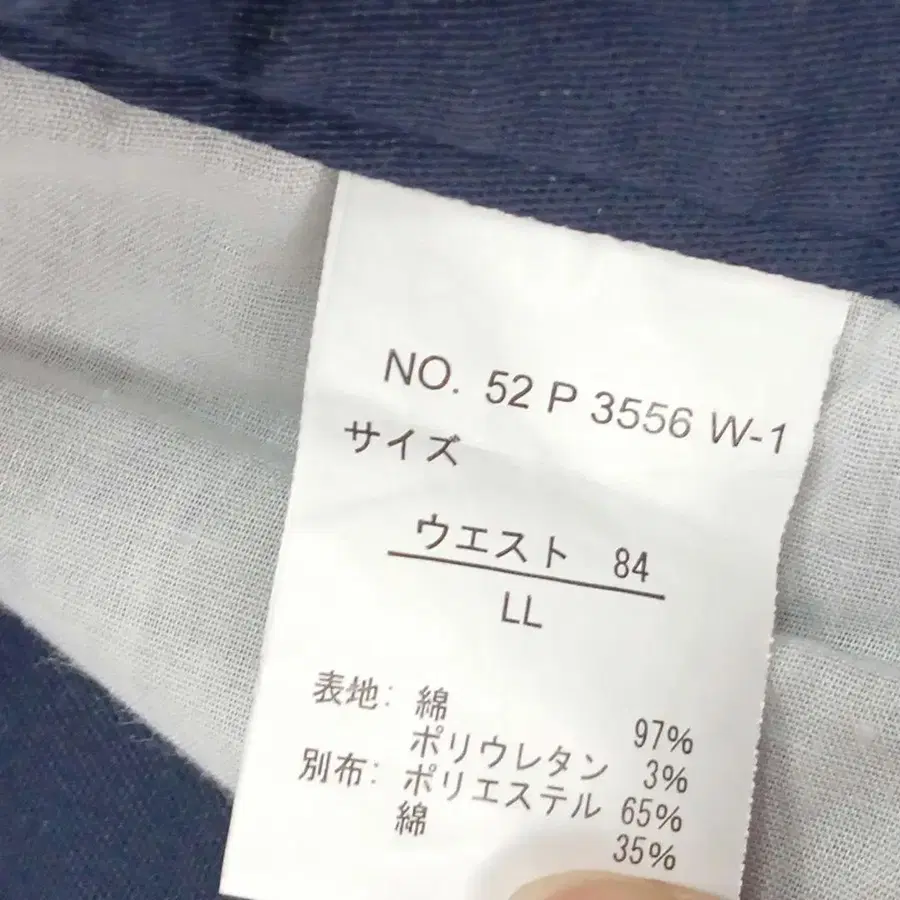 NO. 52 P 3556 W-1
サイズ
ウエスト 84
LL
表地: 綿 97%
ポリウレタン 3%
別布: ポリエステル 65%
綿 35%